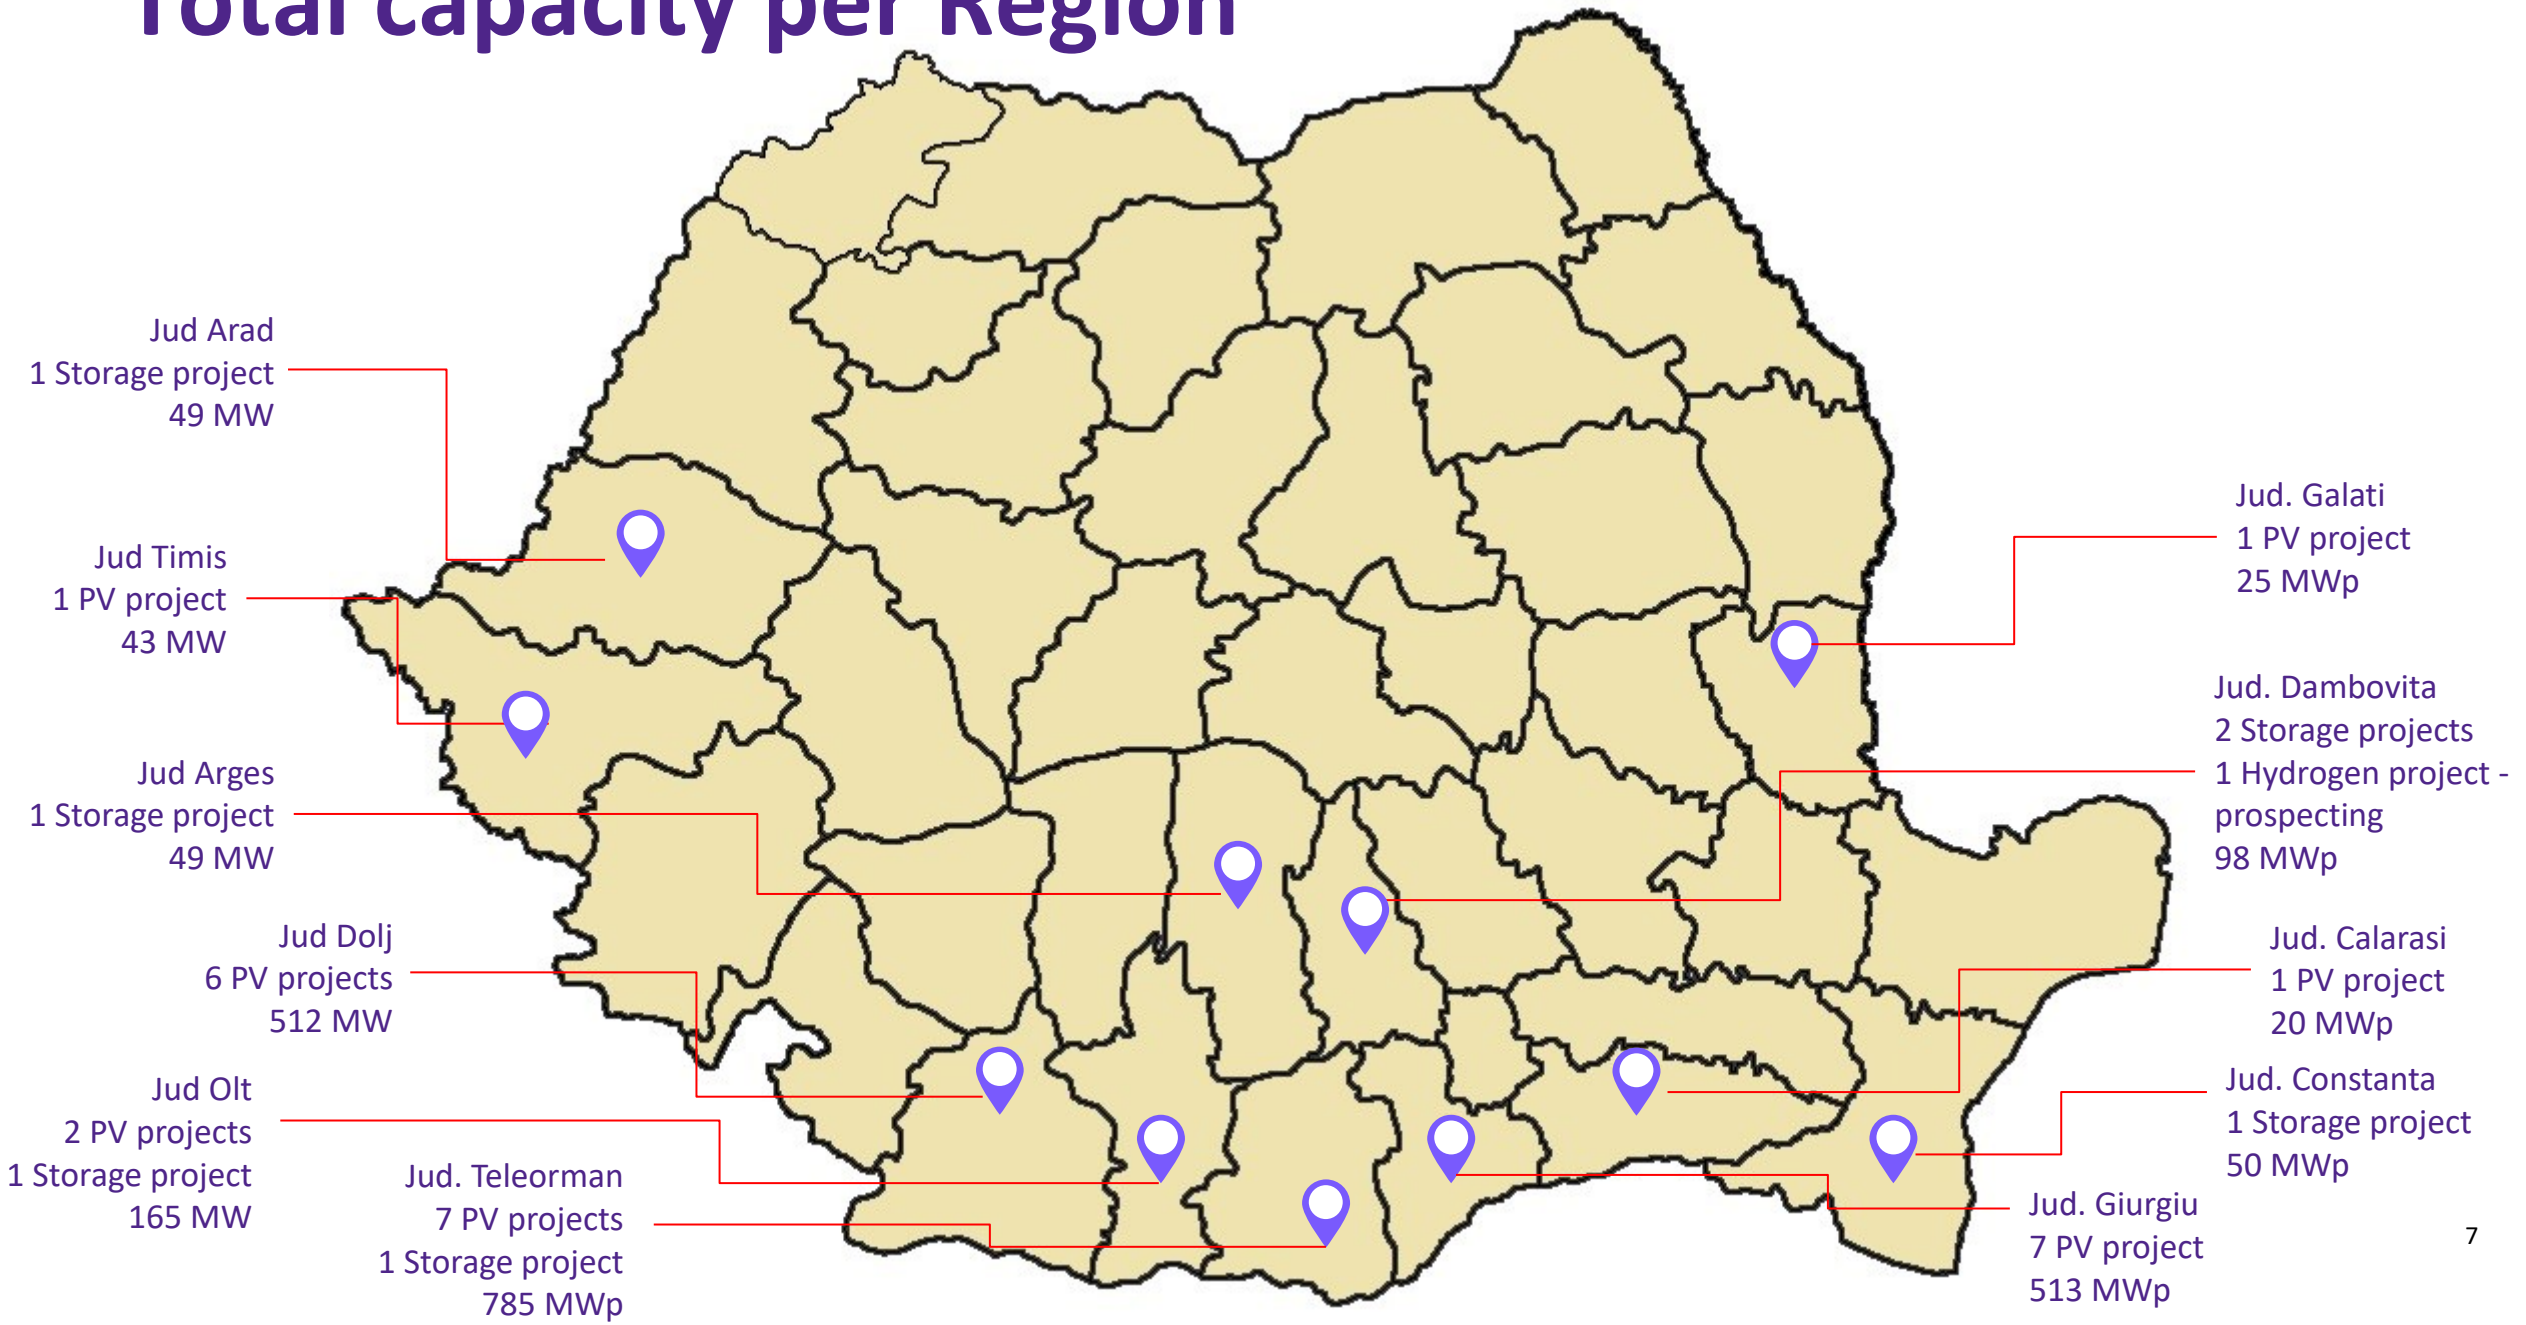 Total capacity per Region
Jud Arad
1 Storage project
49 MW
Jud Timis
1 PV project
43 MW
Jud Arges
1 Storage project
49 MW
Jud Dolj
6 PV projects
512 MW
Jud Olt
2 PV projects
1 Storage project
165 MW
Jud. Teleorman
7 PV projects
1 Storage project
785 MWp
Jud. Galati
1 PV project
25 MWp
Jud. Dambovita
2 Storage projects
1 Hydrogen project -
prospecting
98 MWp
Jud. Calarasi
1 PV project
20 MWp
Jud. Constanta
1 Storage project
50 MWp
Jud. Giurgiu
7 PV project
513 MWp
7